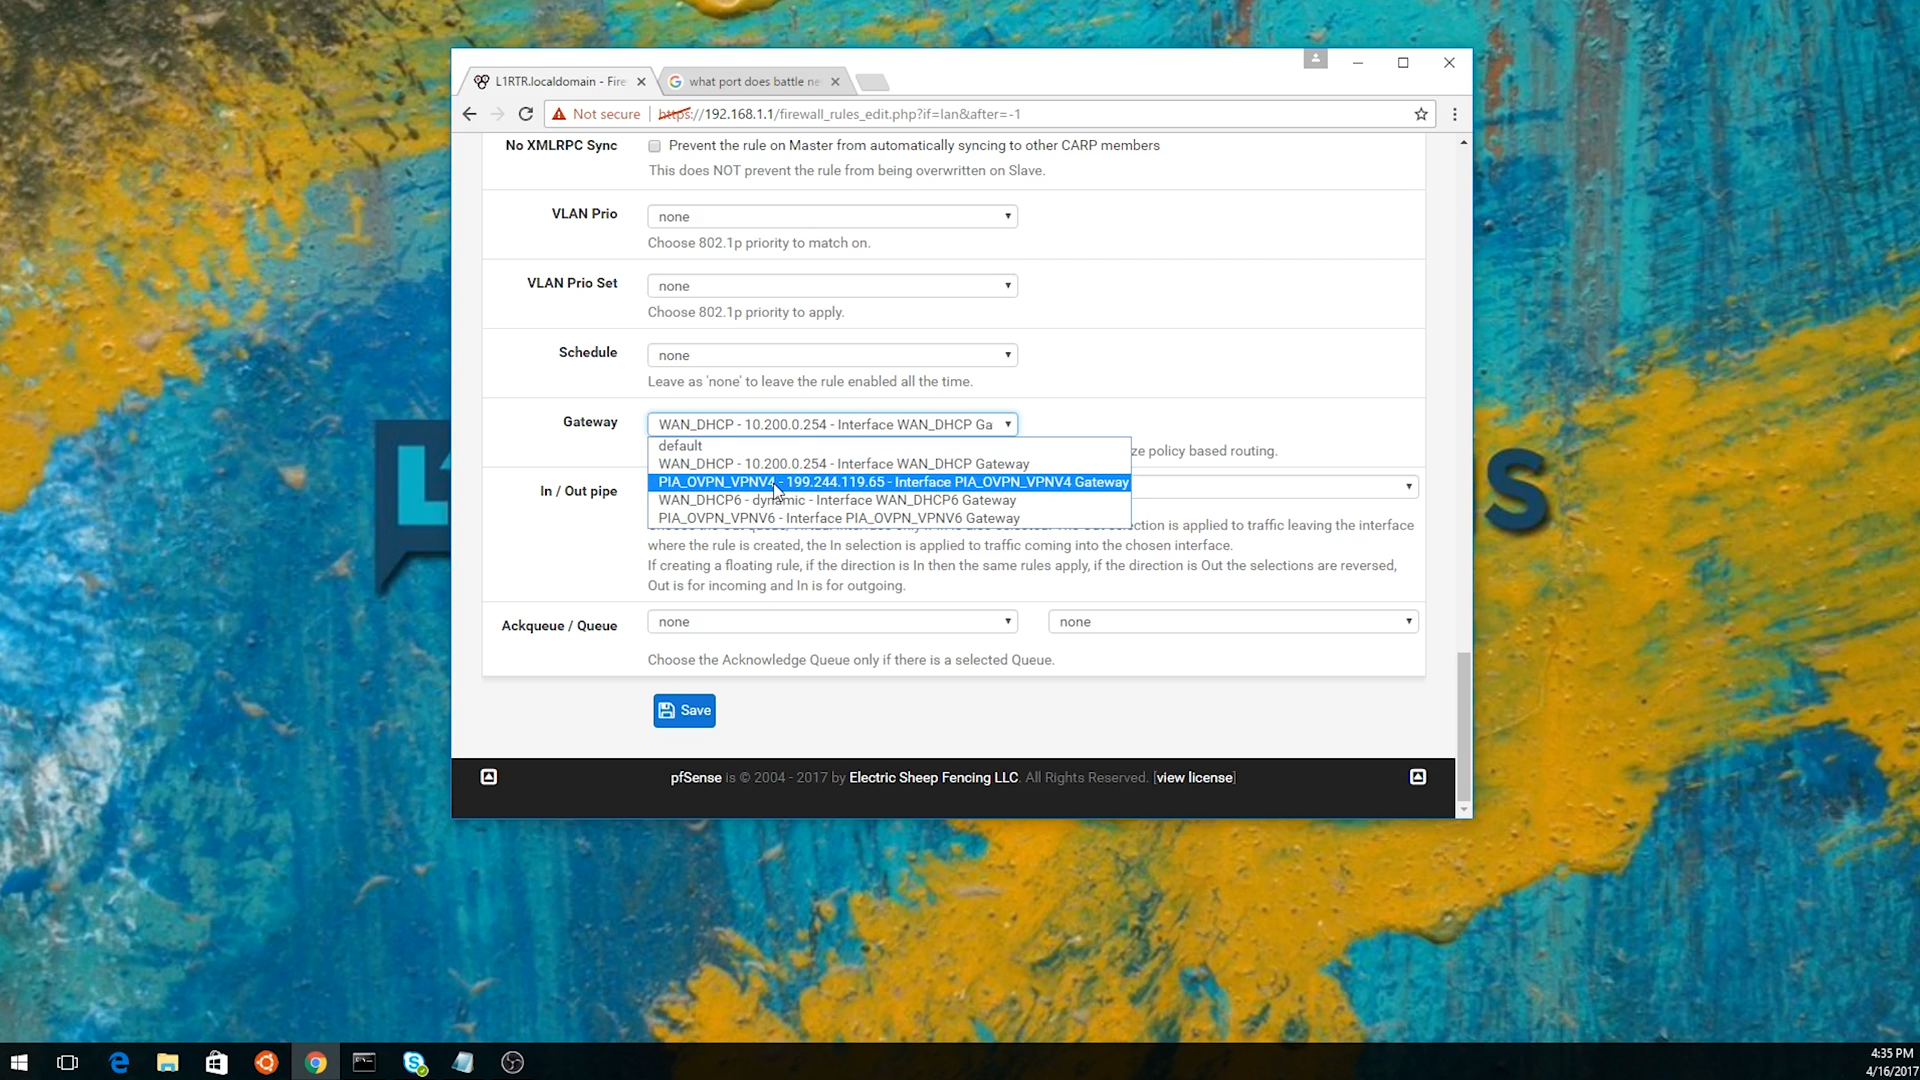 L1RTR.localdomain - Fire
what port does battle ne
Not secure
https://192.168.1.1/firewall_rules_edit.php?if=lan&after=-1
No XMLRPC Sync
Prevent the rule on Master from automatically syncing to other CARP members
This does NOT prevent the rule from being overwritten on Slave.
VLAN Prio
none
Choose 802.1p priority to match on.
VLAN Prio Set
none
Choose 802.1p priority to apply.
Schedule
none
Leave as 'none' to leave the rule enabled all the time.
Gateway
WAN_DHCP - 10.200.0.254 - Interface WAN_DHCP Ga
default
ze policy based routing.
WAN_DHCP - 10.200.0.254 - Interface WAN_DHCP Gateway
PIA_OVPN_VPNV4 - 199.244.119.65 - Interface PIA_OVPN_VPNV4 Gateway
WAN_DHCP6 - dynamic - Interface WAN_DHCP6 Gateway
PIA_OVPN_VPNV6 - Interface PIA_OVPN_VPNV6 Gateway
In / Out pipe
selection is applied to traffic leaving the interface
where the rule is created, the In selection is applied to traffic coming into the chosen interface.
If creating a floating rule, if the direction is In then the same rules apply, if the direction is Out the selections are reversed,
Out is for incoming and In is for outgoing.
Ackqueue / Queue
none
none
Choose the Acknowledge Queue only if there is a selected Queue.
Save
pfSense is © 2004 - 2017 by Electric Sheep Fencing LLC. All Rights Reserved. [view license]
S
4:35 PM
4/16/2017